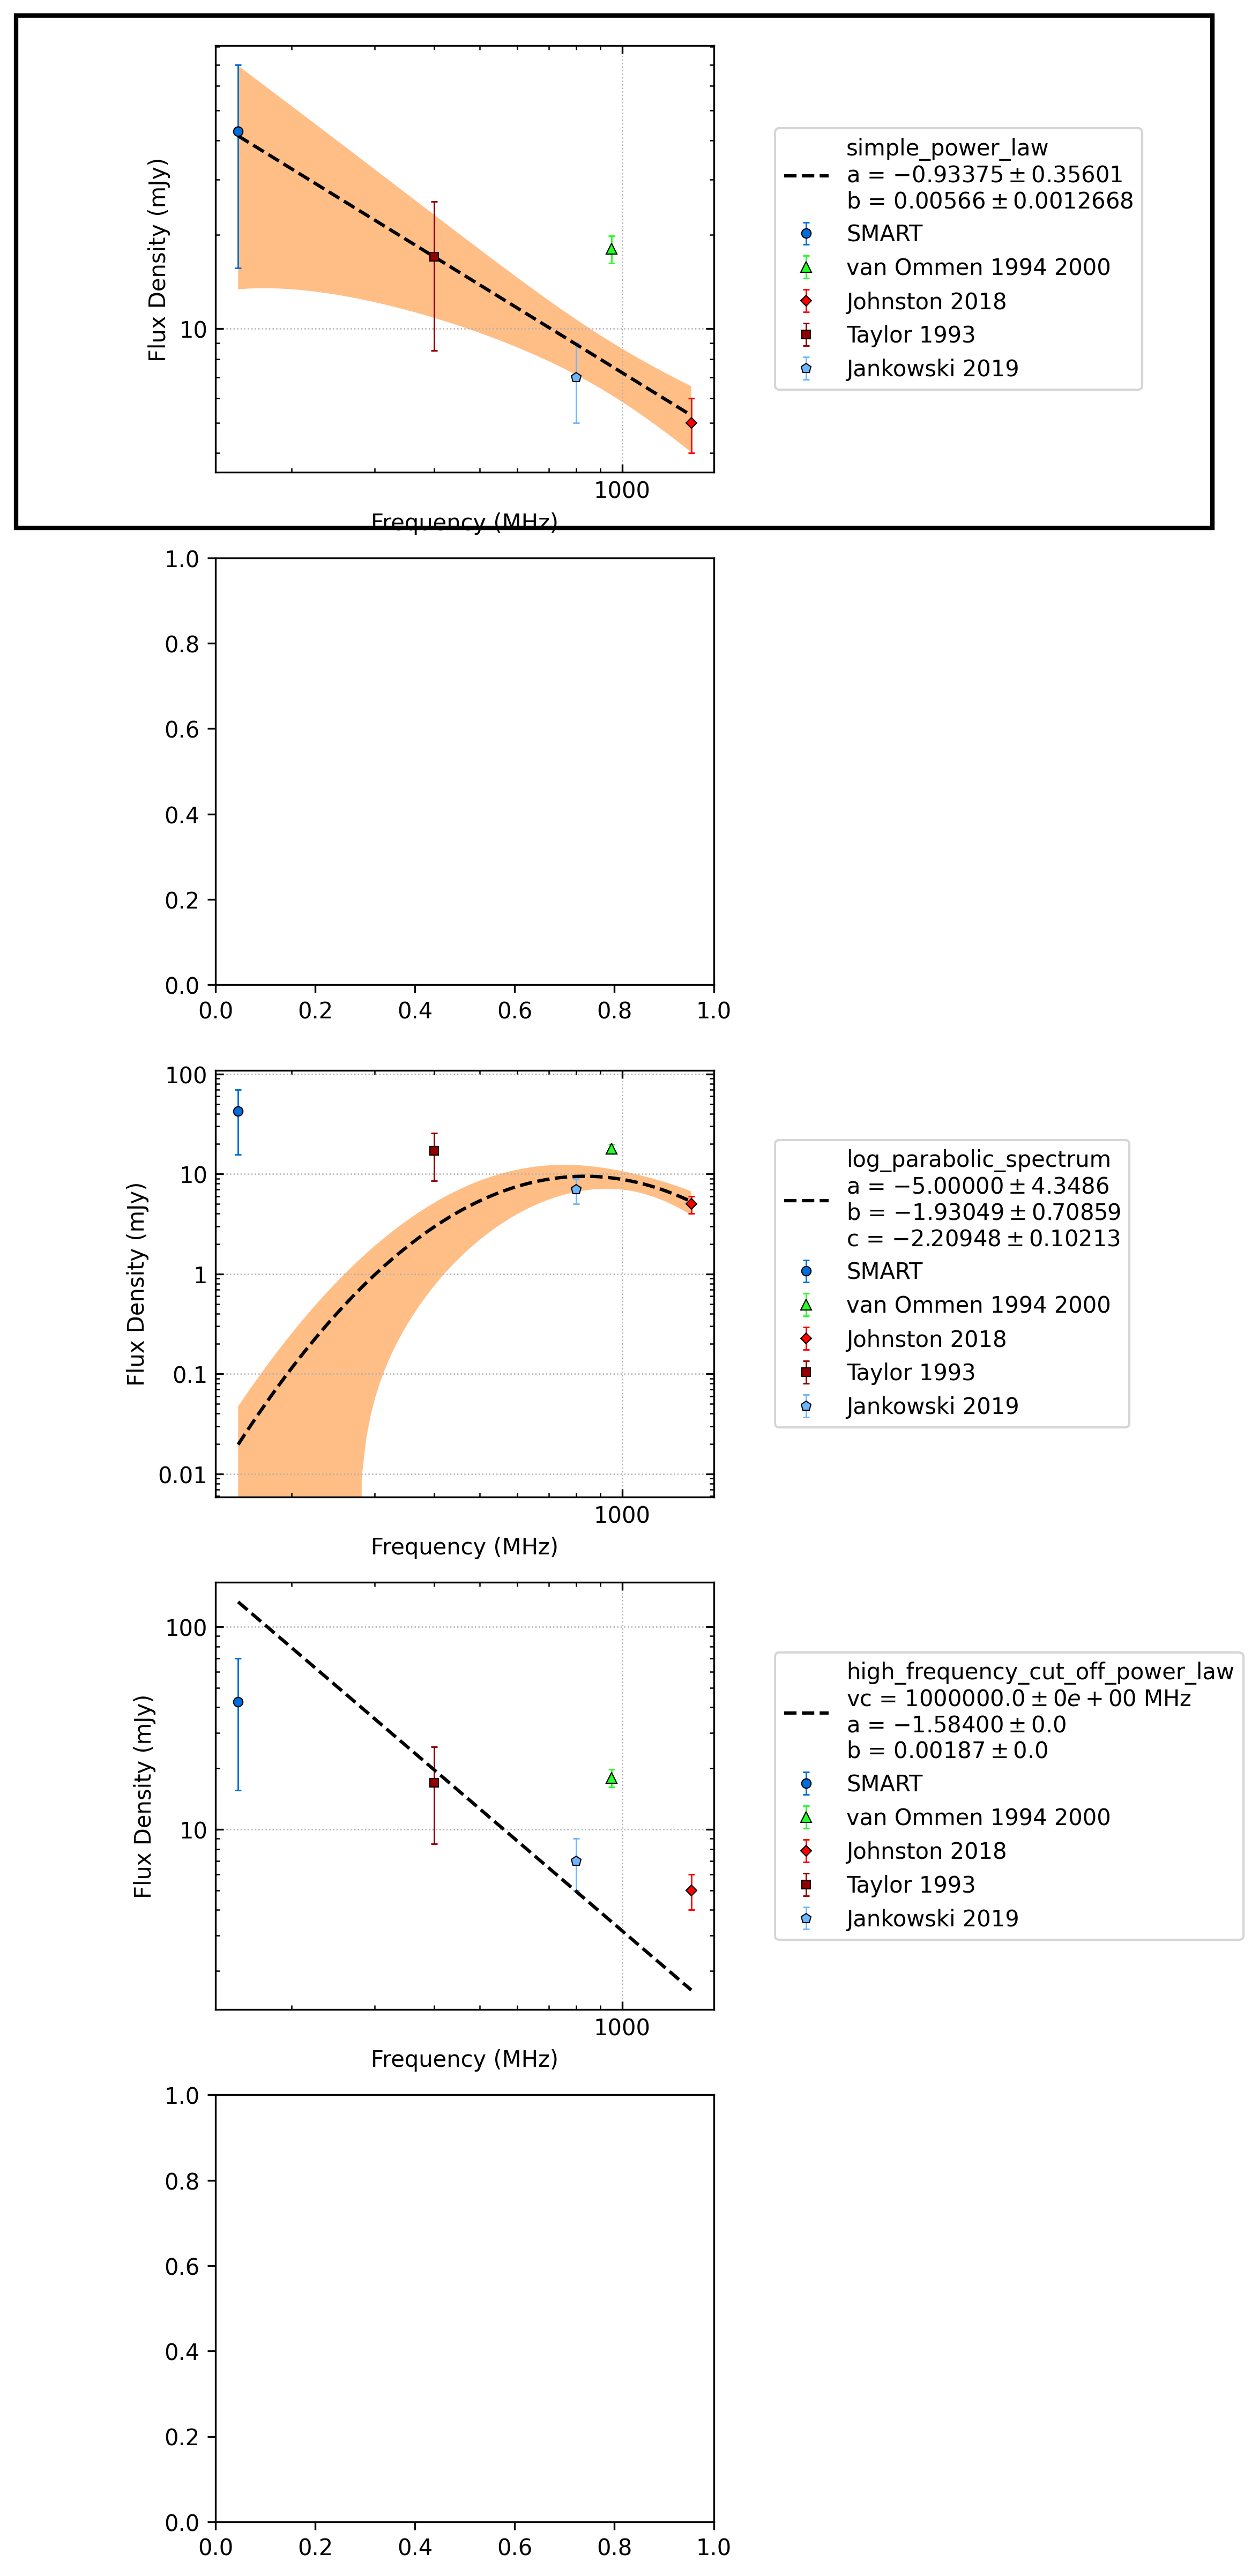 10
Flux Density (mJy)
1000
Frequency (MHz)
simple_power_law
a = −0.93375 ± 0.35601
b = 0.00566 ± 0.0012668
SMART
van Ommen 1994 2000
Johnston 2018
Taylor 1993
Jankowski 2019
1.0
0.8
0.6
0.4
0.2
0.0
0.0 0.2 0.4 0.6 0.8 1.0
100
10
1
0.1
0.01
Flux Density (mJy)
1000
Frequency (MHz)
log_parabolic_spectrum
a = −5.00000 ± 4.3486
b = −1.93049 ± 0.70859
c = −2.20948 ± 0.10213
SMART
van Ommen 1994 2000
Johnston 2018
Taylor 1993
Jankowski 2019
100
10
Flux Density (mJy)
1000
Frequency (MHz)
high_frequency_cut_off_power_law
vc = 1000000.0 ± 0e + 00 MHz
a = −1.58400 ± 0.0
b = 0.00187 ± 0.0
SMART
van Ommen 1994 2000
Johnston 2018
Taylor 1993
Jankowski 2019
1.0
0.8
0.6
0.4
0.2
0.0
0.0 0.2 0.4 0.6 0.8 1.0